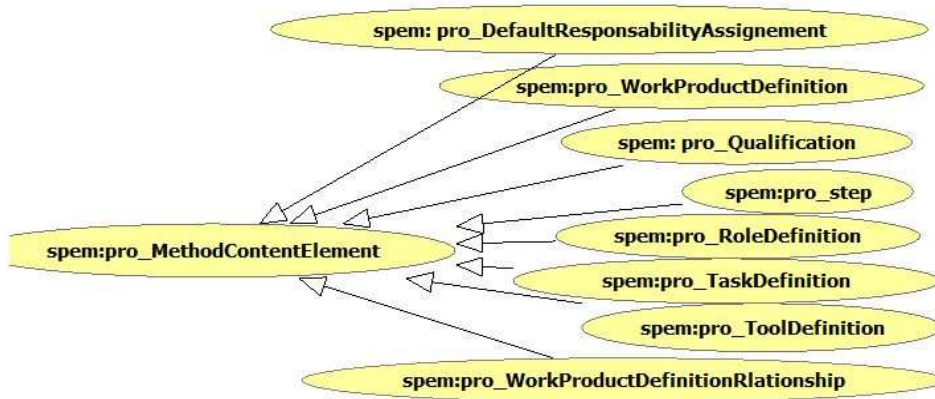 spem: pro_DefaultResponsabilityAssignement
spem:pro_WorkProductDefinition
spem: pro_Qualification
spem:pro_step
spem:pro_MethodContentElement
spem:pro_RoleDefinition
spem:pro_TaskDefinition
spem:pro_ToolDefinition
spem:pro_WorkProductDefinitionRlationship